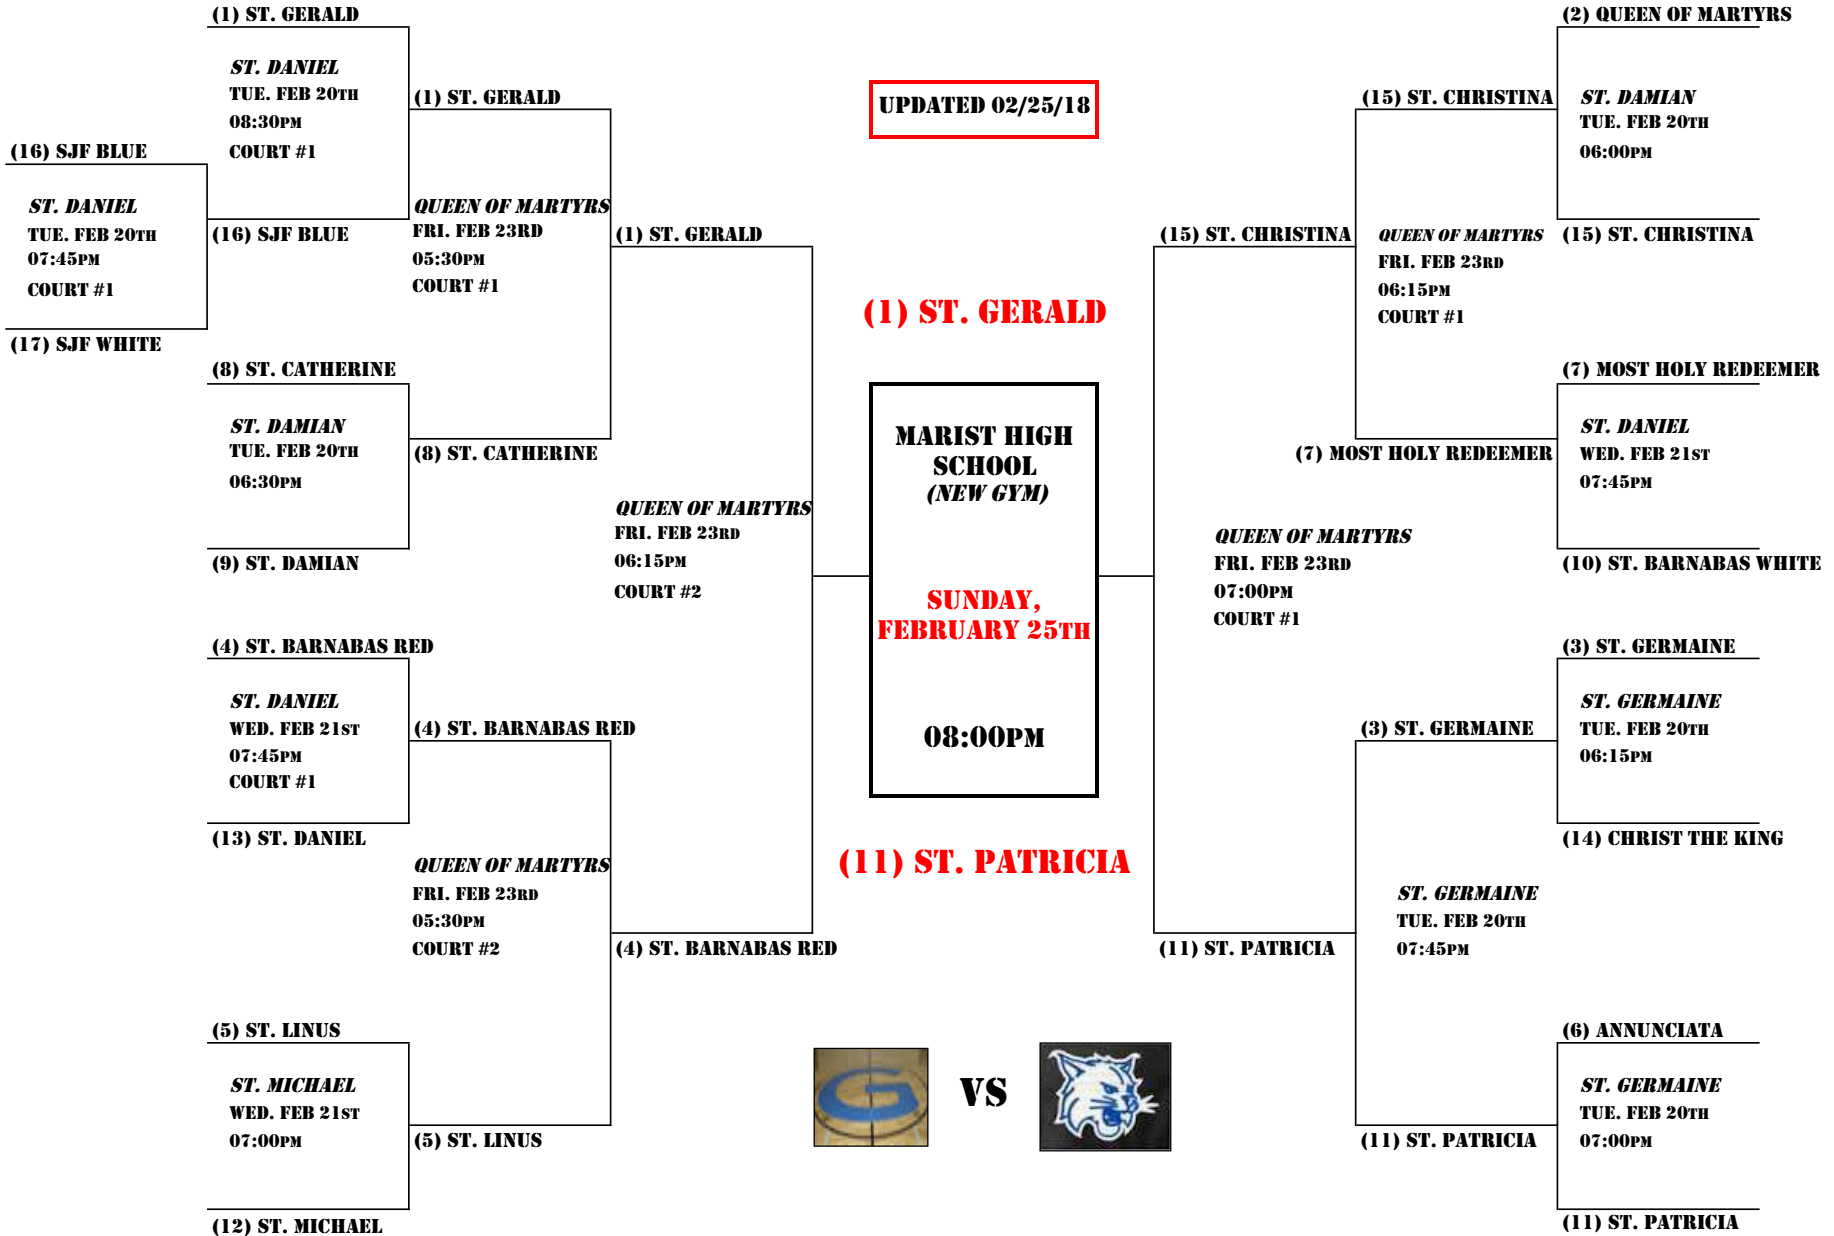 (1) ST. GERALD
ST. DANIEL
TUE. FEB 20TH
08:30PM
COURT #1
(1) ST. GERALD
(16) SJF BLUE
ST. DANIEL
TUE. FEB 20TH
07:45PM
COURT #1
(17) SJF WHITE
(16) SJF BLUE
QUEEN OF MARTYRS
FRI. FEB 23RD
05:30PM
COURT #1
(1) ST. GERALD
(8) ST. CATHERINE
ST. DAMIAN
TUE. FEB 20TH
06:30PM
(8) ST. CATHERINE
(9) ST. DAMIAN
QUEEN OF MARTYRS
FRI. FEB 23RD
06:15PM
COURT #2
(4) ST. BARNABAS RED
ST. DANIEL
WED. FEB 21ST
07:45PM
COURT #1
(4) ST. BARNABAS RED
(13) ST. DANIEL
QUEEN OF MARTYRS
FRI. FEB 23RD
05:30PM
COURT #2
(4) ST. BARNABAS RED
(5) ST. LINUS
ST. MICHAEL
WED. FEB 21ST
07:00PM
(5) ST. LINUS
(12) ST. MICHAEL
UPDATED 02/25/18
(1) ST. GERALD
MARIST HIGH
SCHOOL
(NEW GYM)
SUNDAY,
FEBRUARY 25TH
08:00PM
(11) ST. PATRICIA
G
VS
(2) QUEEN OF MARTYRS
(15) ST. CHRISTINA
ST. DAMIAN
TUE. FEB 20TH
06:00PM
(15) ST. CHRISTINA
(15) ST. CHRISTINA
QUEEN OF MARTYRS
FRI. FEB 23RD
06:15PM
COURT #1
(7) MOST HOLY REDEEMER
ST. DANIEL
WED. FEB 21ST
07:45PM
(7) MOST HOLY REDEEMER
(10) ST. BARNABAS WHITE
QUEEN OF MARTYRS
FRI. FEB 23RD
07:00PM
COURT #1
(3) ST. GERMAINE
ST. GERMAINE
TUE. FEB 20TH
06:15PM
(3) ST. GERMAINE
(14) CHRIST THE KING
ST. GERMAINE
TUE. FEB 20TH
07:45PM
(11) ST. PATRICIA
(6) ANNUNCIATA
ST. GERMAINE
TUE. FEB 20TH
07:00PM
(11) ST. PATRICIA
(11) ST. PATRICIA